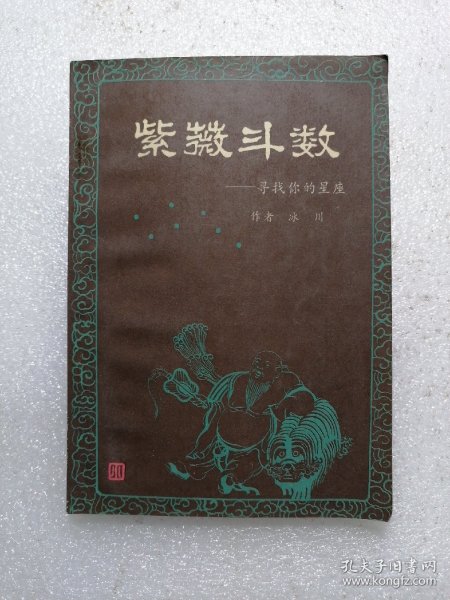 紫薇斗数
——寻找你的星座
作者 冰 川
孔夫子旧书网
www.kongfz.com